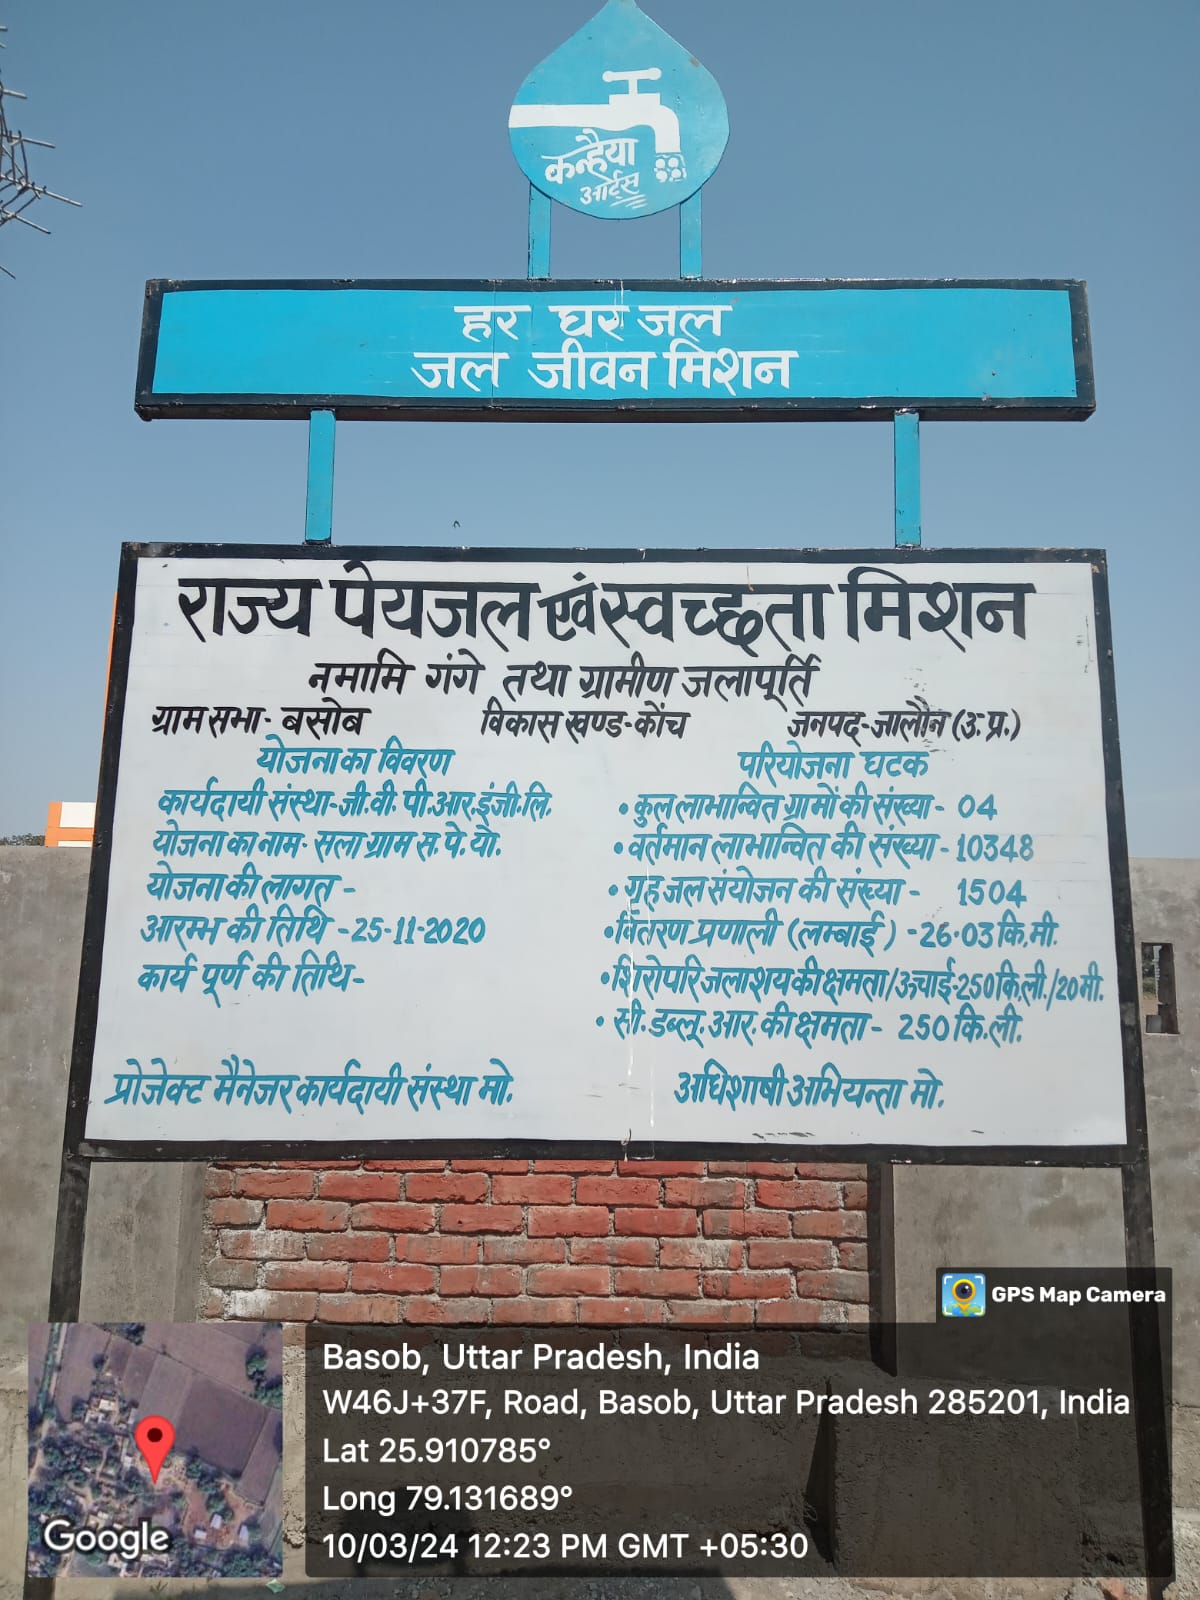 कन्हैया
आर्ट्स
हर घर जल
जल जीवन मिशन
राज्य पेयजल एवं स्वच्छता मिशन
नमामि गंगे तथा ग्रामीण जलापूर्ति
ग्राम सभा- बसोब विकास खण्ड-कोंच जनपद-जालौन (उ.प्र.)
योजना का विवरण
कार्यदायी संस्था-जी.वी.पी.आर.इंजी.लि.
योजना का नाम- सला ग्राम स.पे.यो.
योजना की लागत -
आरम्भ की तिथि -25-11-2020
कार्य पूर्ण की तिथि-
परियोजना घटक
• कुल लाभान्वित ग्रामों की संख्या- 04
• वर्तमान लाभान्वित की संख्या -10348
• गृह जल संयोजन की संख्या- 1504
• वितरण प्रणाली (लम्बाई) -26.03 कि.मी.
• शिरोपरि जलाशय की क्षमता/ऊचाई-250 कि.ली./20 मी.
• सी.डब्लू.आर. की क्षमता- 250 कि.ली.
प्रोजेक्ट मैनेजर कार्यदायी संस्था मो.
अधिशाषी अभियन्ता मो.
GPS Map Camera
Basob, Uttar Pradesh, India
W46J+37F, Road, Basob, Uttar Pradesh 285201, India
Lat 25.910785°
Long 79.131689°
10/03/24 12:23 PM GMT +05:30
Google